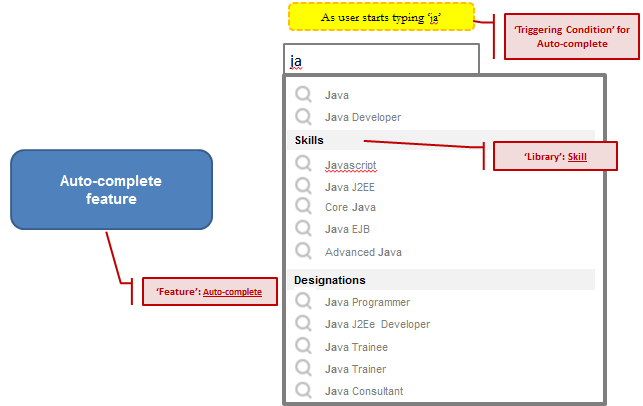 As user starts typing ‘ja’
‘Triggering Condition’ for
Auto-complete
ja
Java
Java Developer
Skills
‘Library’: Skill
Javascript
Java J2EE
Core Java
Java EJB
Advanced Java
Auto-complete
feature
Designations
‘Feature’: Auto-complete
Java Programmer
Java J2Ee Developer
Java Trainee
Java Trainer
Java Consultant